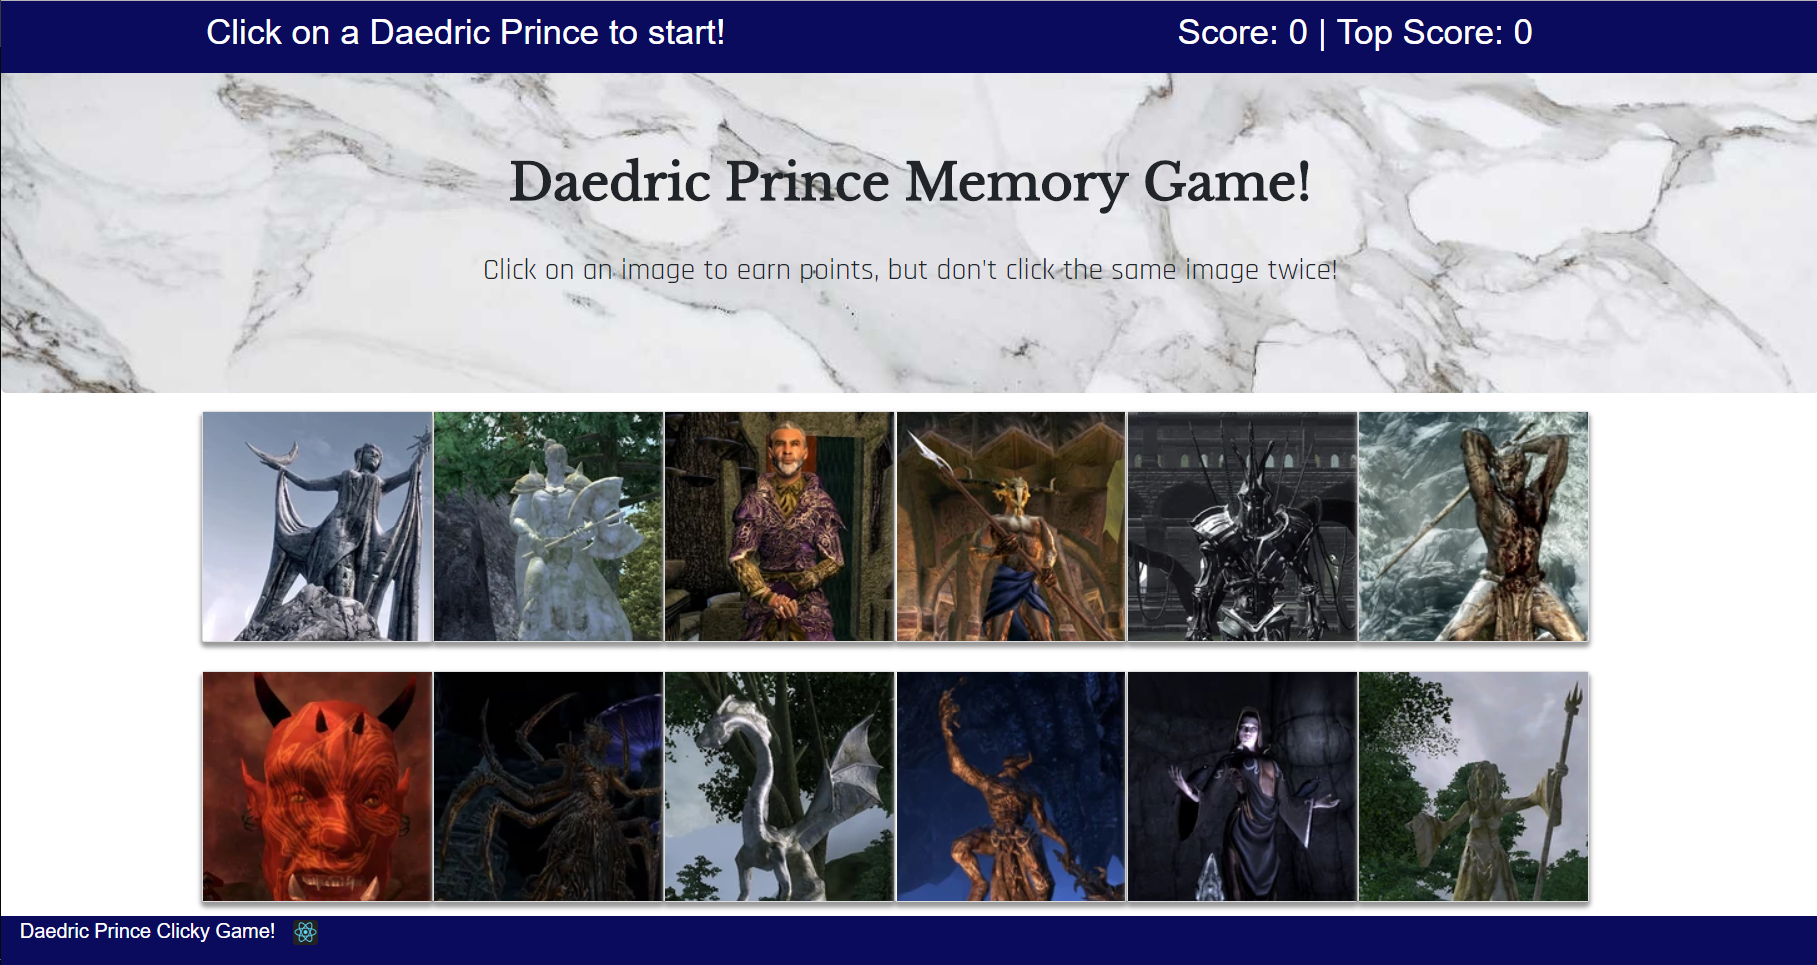 Click on a Daedric Prince to start!
Score: 0 | Top Score: 0
Daedric Prince Memory Game!
Click on an image to earn points, but don't click the same image twice!
Daedric Prince Clicky Game!